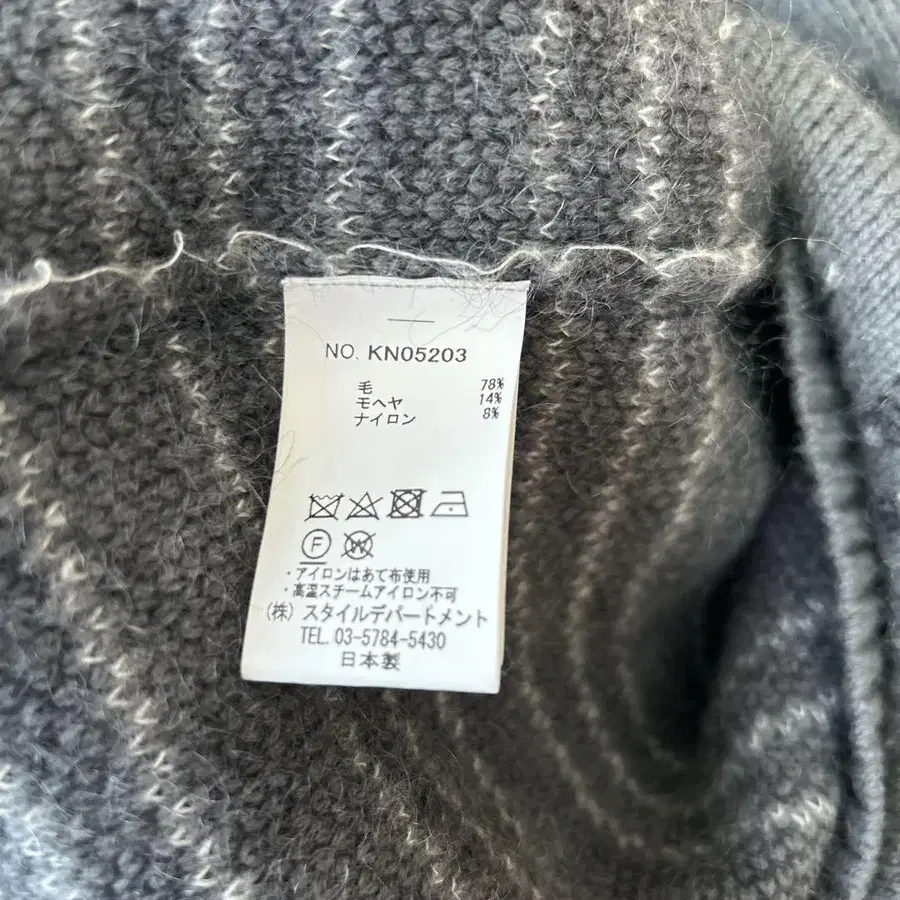 NO. KN05203
毛 78%
モヘヤ 14%
ナイロン 8%
F W
・アイロンはあて布使用
・高温スチームアイロン不可
(株) スタイルデパートメント
TEL. 03-5784-5430
日本製